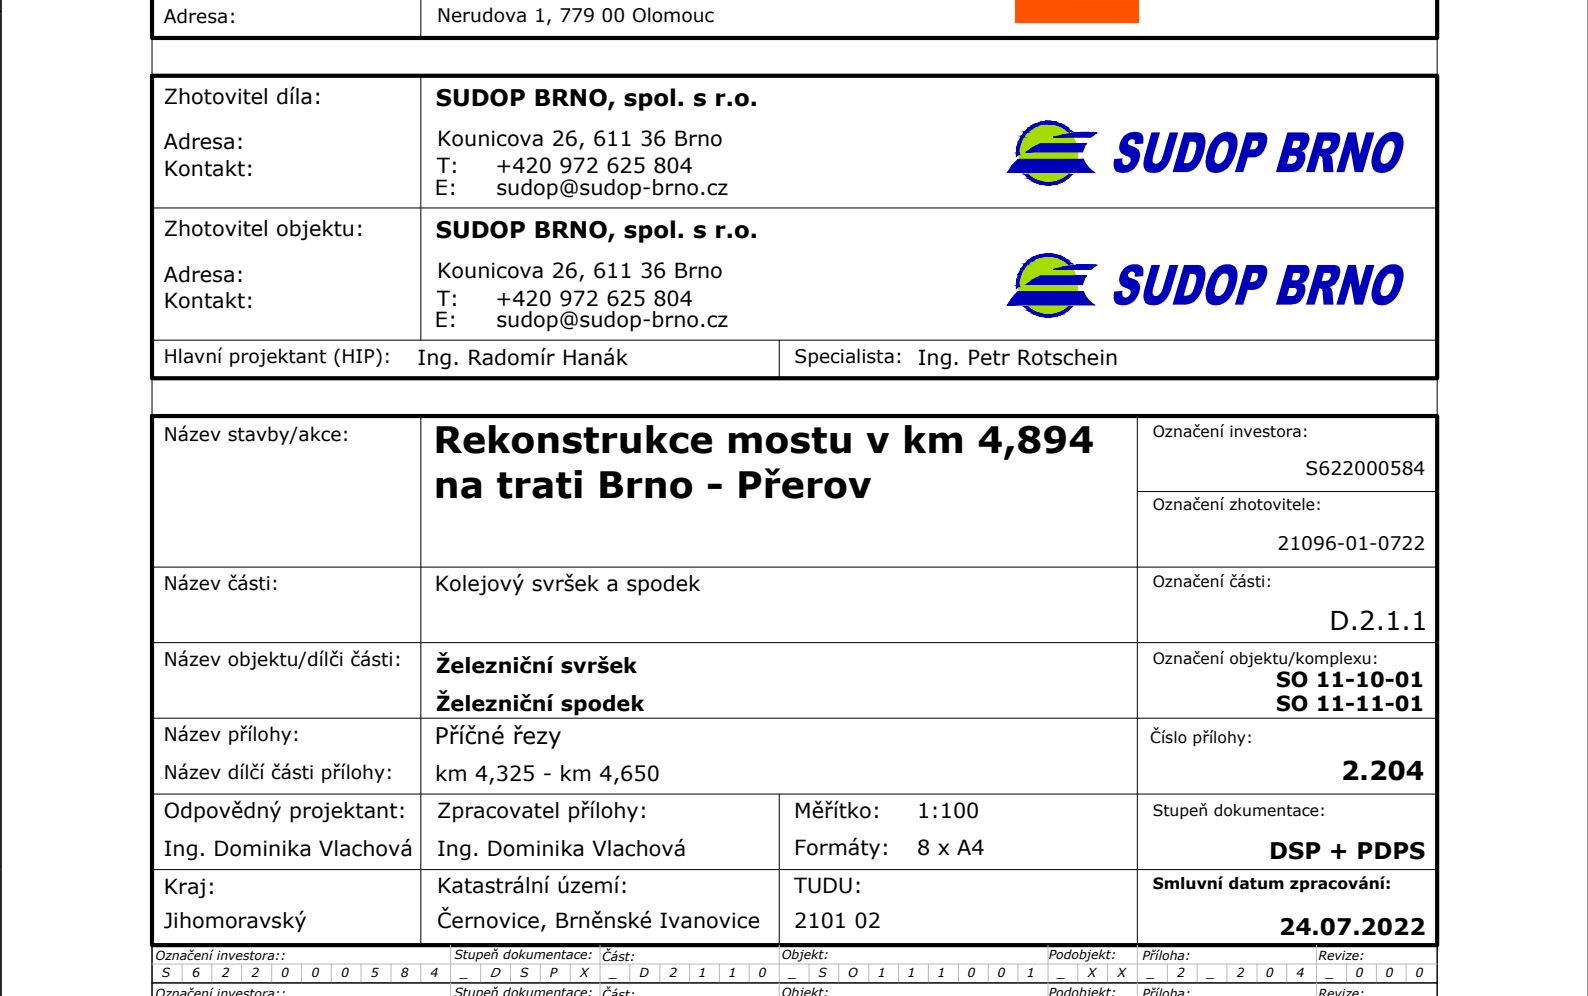 Adresa: Nerudova 1, 779 00 Olomouc
Zhotovitel díla: SUDOP BRNO, spol. s r.o.
Adresa: Kounicova 26, 611 36 Brno
Kontakt: T: +420 972 625 804
E: sudop@sudop-brno.cz
SUDOP BRNO
Zhotovitel objektu: SUDOP BRNO, spol. s r.o.
Adresa: Kounicova 26, 611 36 Brno
Kontakt: T: +420 972 625 804
E: sudop@sudop-brno.cz
SUDOP BRNO
Hlavní projektant (HIP): Ing. Radomír Hanák Specialista: Ing. Petr Rotschein
Název stavby/akce: Rekonstrukce mostu v km 4,894
na trati Brno - Přerov
Označení investora:
S622000584
Označení zhotovitele:
21096-01-0722
Název části: Kolejový svršek a spodek
Označení části:
D.2.1.1
Název objektu/dílči části: Železniční svršek
Železniční spodek
Označení objektu/komplexu:
SO 11-10-01
SO 11-11-01
Název přílohy: Příčné řezy
Název dílčí části přílohy: km 4,325 - km 4,650
Číslo přílohy:
2.204
Odpovědný projektant: Zpracovatel přílohy: Měřítko: 1:100
Ing. Dominika Vlachová Ing. Dominika Vlachová Formáty: 8 x A4
Stupeň dokumentace:
DSP + PDPS
Kraj: Katastrální území: TUDU:
Jihomoravský Černovice, Brněnské Ivanovice 2101 02
Smluvní datum zpracování:
24.07.2022
Označení investora:: Stupeň dokumentace: Část: Objekt: Podobjekt: Příloha: Revize:
S 6 2 2 0 0 0 5 8 4 _ D S P X _ D 2 1 1 0 _ S O 1 1 1 0 0 1 _ X X _ 2 _ 2 0 4 _ 0 0 0
Označení investora:: Stupeň dokumentace: Část: Objekt: Podobjekt: Příloha: Revize: